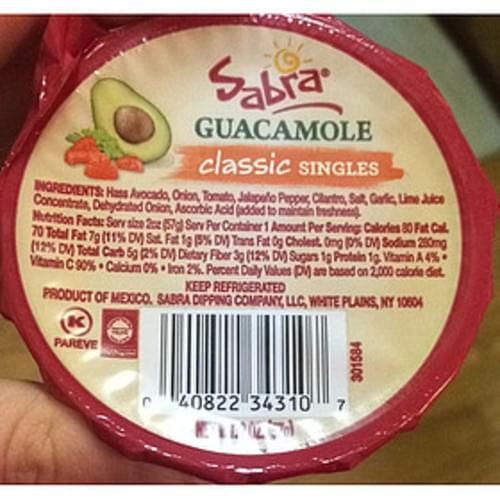 Sabra®
GUACAMOLE
classic SINGLES
INGREDIENTS: Hass Avocado, Onion, Tomato, Jalapeño Pepper, Cilantro, Salt, Garlic, Lime Juice
Concentrate, Dehydrated Onion, Ascorbic Acid (added to maintain freshness).
Nutrition Facts: Serv size 2oz (57g) Serv Per Container 1 Amount Per Serving: Calories 80 Fat Cal.
70 Total Fat 7g (11% DV) Sat. Fat 1g (5% DV) Trans Fat 0g Cholest. 0mg (0% DV) Sodium 280mg
(12% DV) Total Carb 5g (2% DV) Dietary Fiber 3g (12% DV) Sugars 1g Protein 1g. Vitamin A 4% •
Vitamin C 90% • Calcium 0% • Iron 2%. Percent Daily Values (DV) are based on 2,000 calorie diet.
KEEP REFRIGERATED
PRODUCT OF MEXICO. SABRA DIPPING COMPANY, LLC, WHITE PLAINS, NY 10604
K
PAREVE
301584
0 40822 34310 7